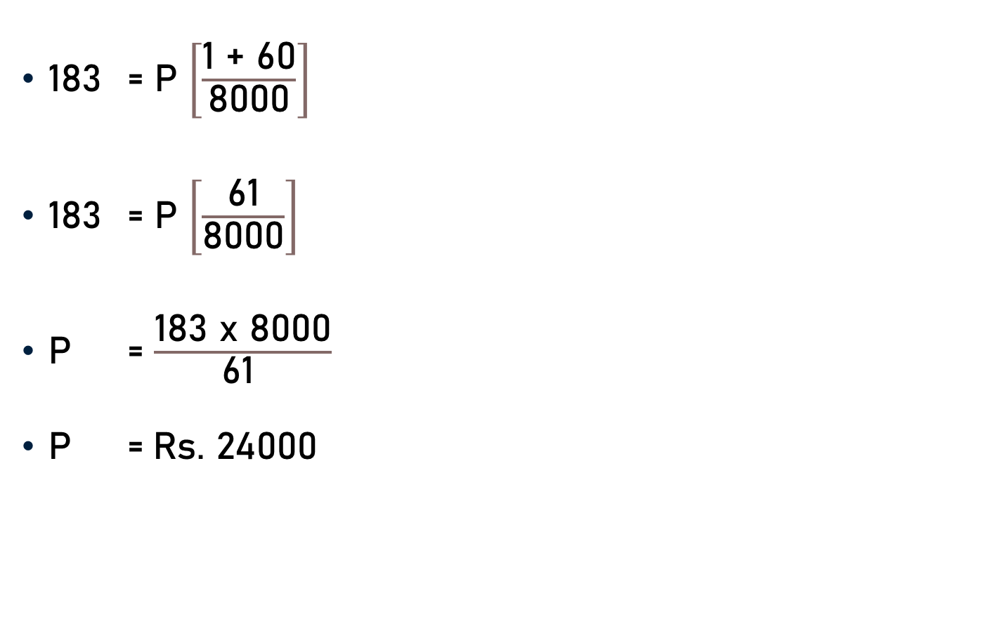 • 183 = P [(1 + 60)/8000]
• 183 = P [61/8000]
• P = (183 x 8000)/61
• P = Rs. 24000